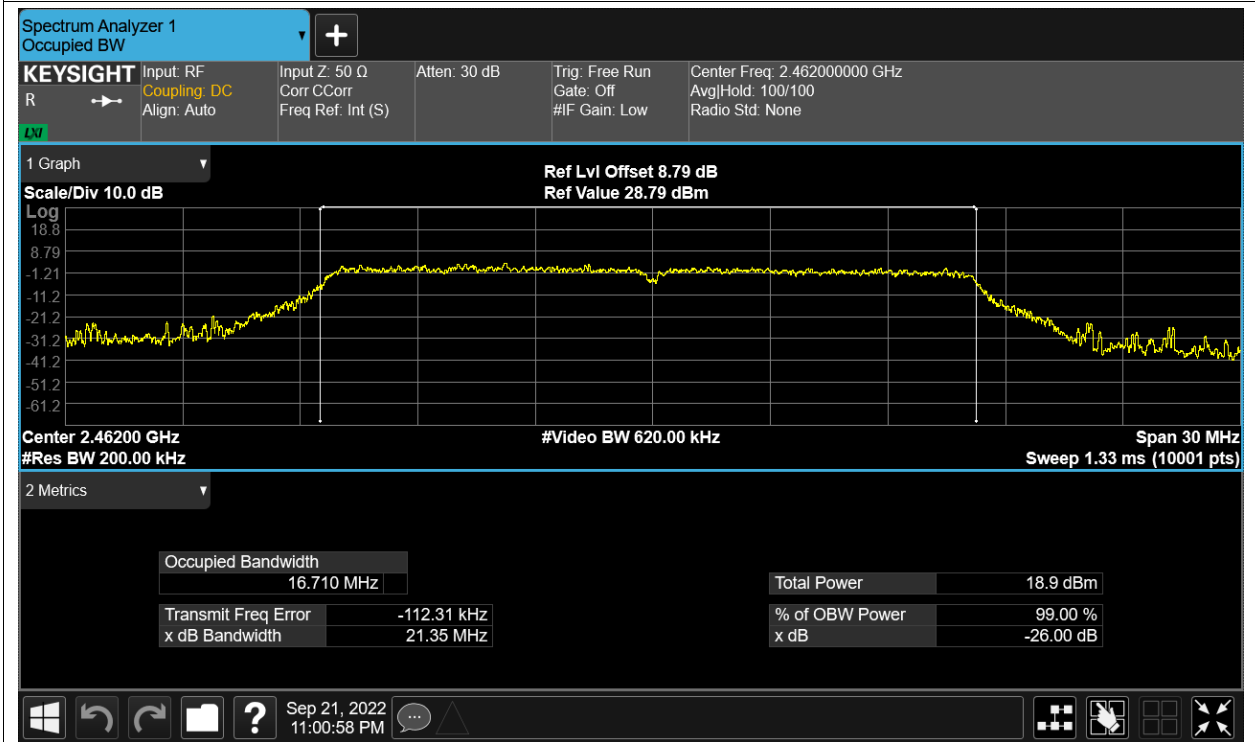 Spectrum Analyzer 1
Occupied BW
KEYSIGHT
R
LXI
Input: RF
Coupling: DC
Align: Auto
Input Z: 50 Ω
Corr CCorr
Freq Ref: Int (S)
Atten: 30 dB
Trig: Free Run
Gate: Off
#IF Gain: Low
Center Freq: 2.462000000 GHz
Avg|Hold: 100/100
Radio Std: None
1 Graph
Scale/Div 10.0 dB
Ref Lvl Offset 8.79 dB
Ref Value 28.79 dBm
Log
18.8
8.79
-1.21
-11.2
-21.2
-31.2
-41.2
-51.2
-61.2
Center 2.46200 GHz
#Video BW 620.00 kHz
Span 30 MHz
#Res BW 200.00 kHz
Sweep 1.33 ms (10001 pts)
2 Metrics
Occupied Bandwidth
16.710 MHz
Transmit Freq Error -112.31 kHz
x dB Bandwidth 21.35 MHz
Total Power 18.9 dBm
% of OBW Power 99.00 %
x dB -26.00 dB
?
Sep 21, 2022
11:00:58 PM